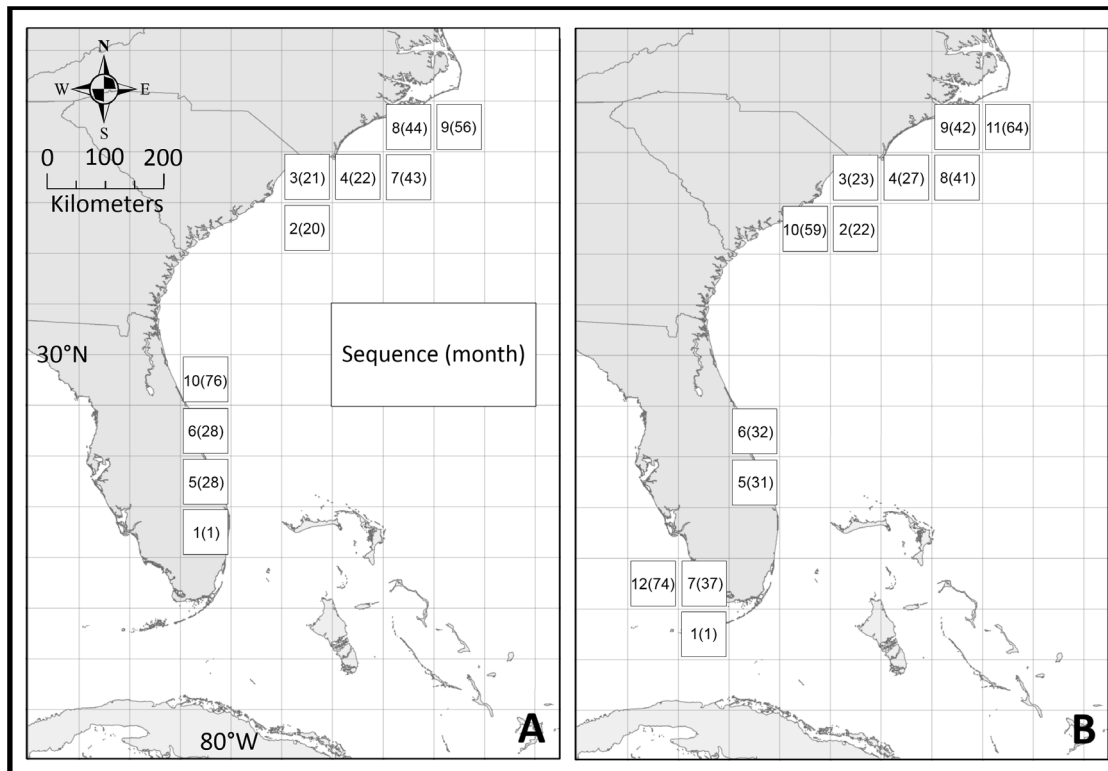 N
W E
S
0 100 200
Kilometers
8(44) 9(56)
3(21) 4(22) 7(43)
2(20)
30°N
Sequence (month)
10(76)
6(28)
5(28)
1(1)
80°W
A
9(42) 11(64)
3(23) 4(27) 8(41)
10(59) 2(22)
6(32)
5(31)
12(74) 7(37)
1(1)
B